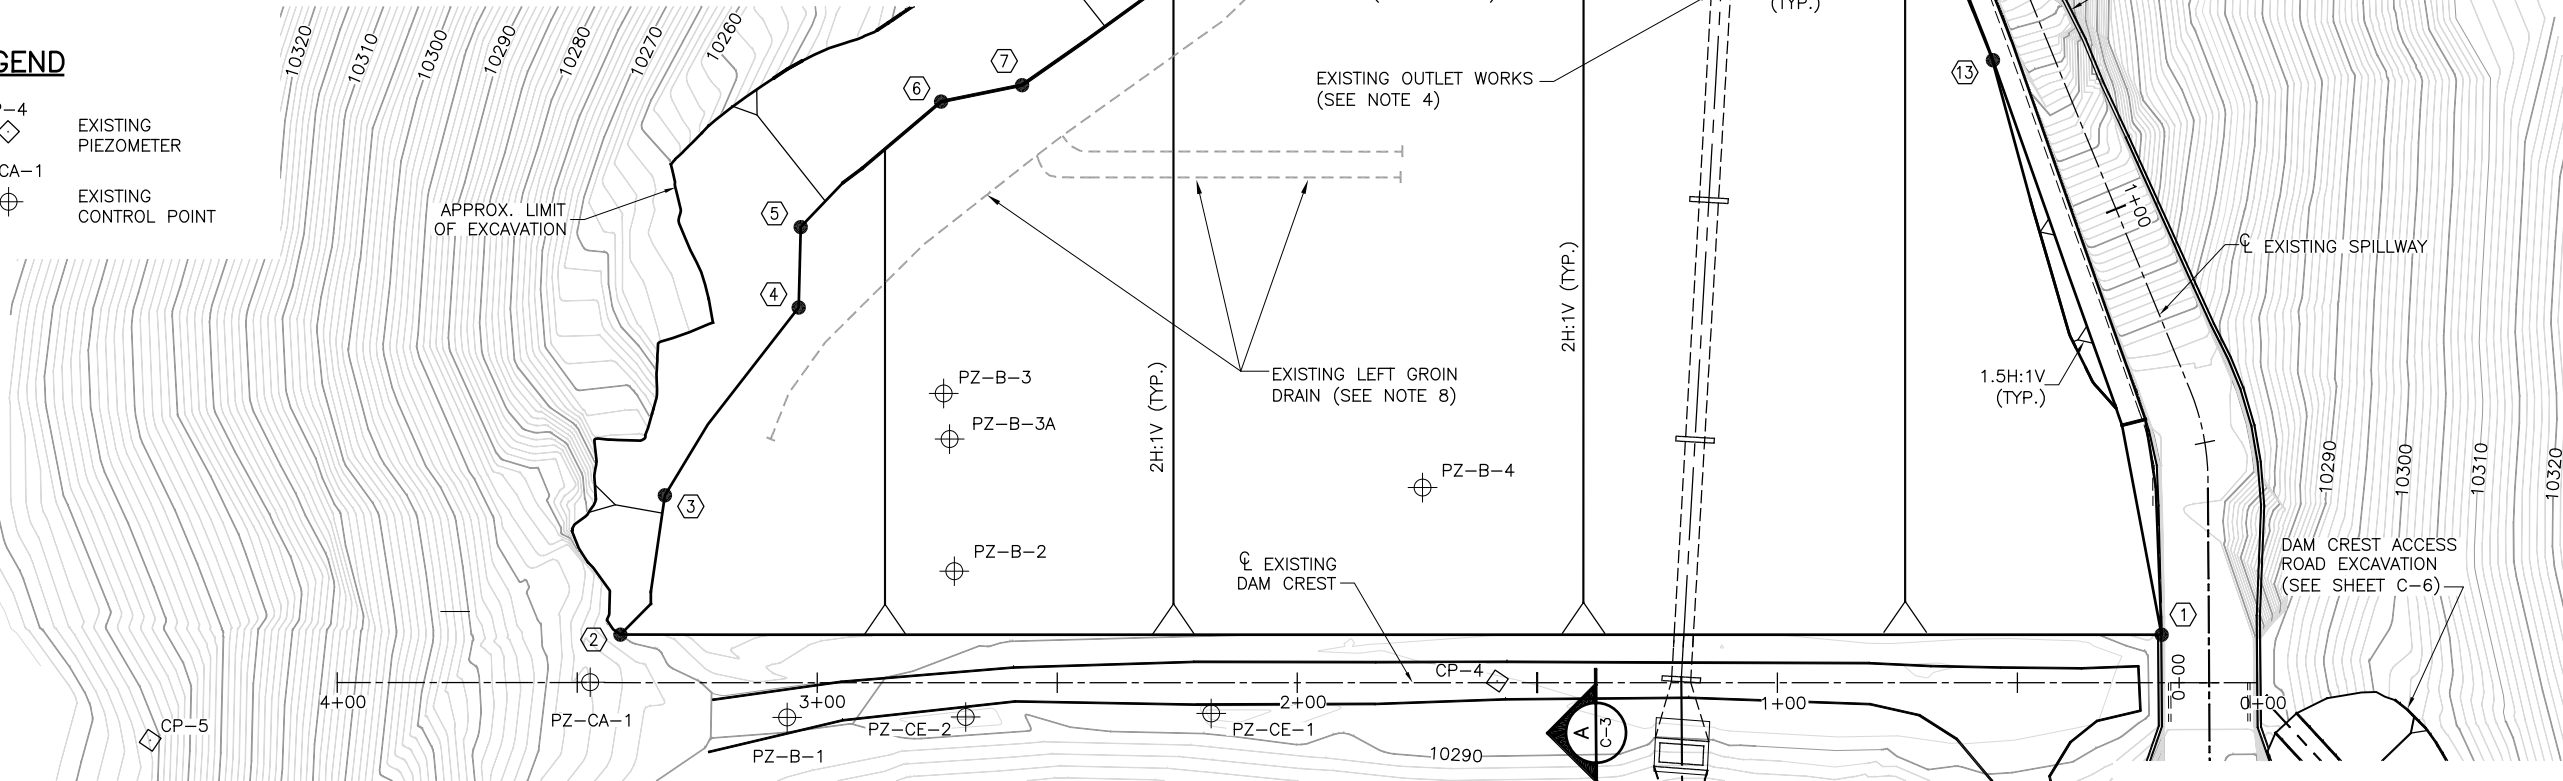 GEND
P-4
EXISTING
PIEZOMETER
CA-1
EXISTING
CONTROL POINT
10320
10310
10300
10290
10280
10270
10260
APPROX. LIMIT
OF EXCAVATION
7
6
5
4
3
2
EXISTING OUTLET WORKS
(SEE NOTE 4)
(TYP.)
13
1+00
℄ EXISTING SPILLWAY
1.5H:1V
(TYP.)
2H:1V (TYP.)
2H:1V (TYP.)
EXISTING LEFT GROIN
DRAIN (SEE NOTE 8)
PZ-B-3
PZ-B-3A
PZ-B-4
PZ-B-2
℄ EXISTING
DAM CREST
10290
10300
10310
10320
DAM CREST ACCESS
ROAD EXCAVATION
(SEE SHEET C-6)
1
CP-4
0+00
4+00
3+00
2+00
1+00
0+00
CP-5
PZ-CA-1
PZ-B-1
PZ-CE-2
PZ-CE-1
10290
A
C-3